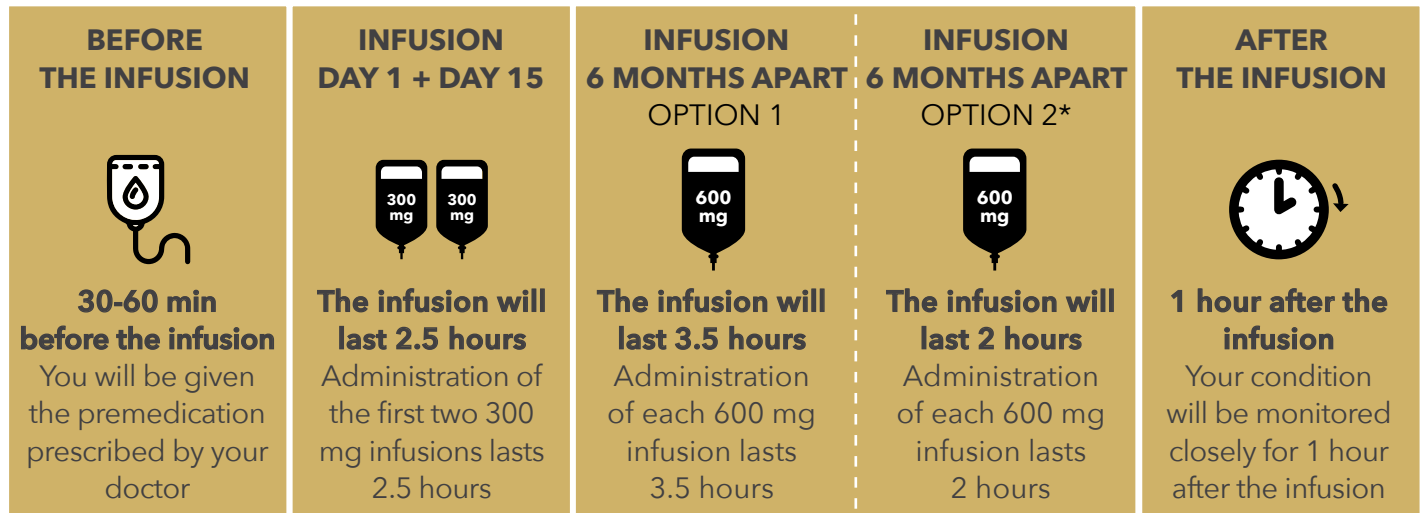 BEFORE
THE INFUSION
30-60 min
before the infusion
You will be given
the premedication
prescribed by your
doctor
INFUSION
DAY 1 + DAY 15
300
mg
300
mg
The infusion will
last 2.5 hours
Administration of
the first two 300
mg infusions lasts
2.5 hours
INFUSION
6 MONTHS APART
OPTION 1
600
mg
The infusion will
last 3.5 hours
Administration
of each 600 mg
infusion lasts
3.5 hours
INFUSION
6 MONTHS APART
OPTION 2*
600
mg
The infusion will
last 2 hours
Administration
of each 600 mg
infusion lasts
2 hours
AFTER
THE INFUSION
1 hour after the
infusion
Your condition
will be monitored
closely for 1 hour
after the infusion